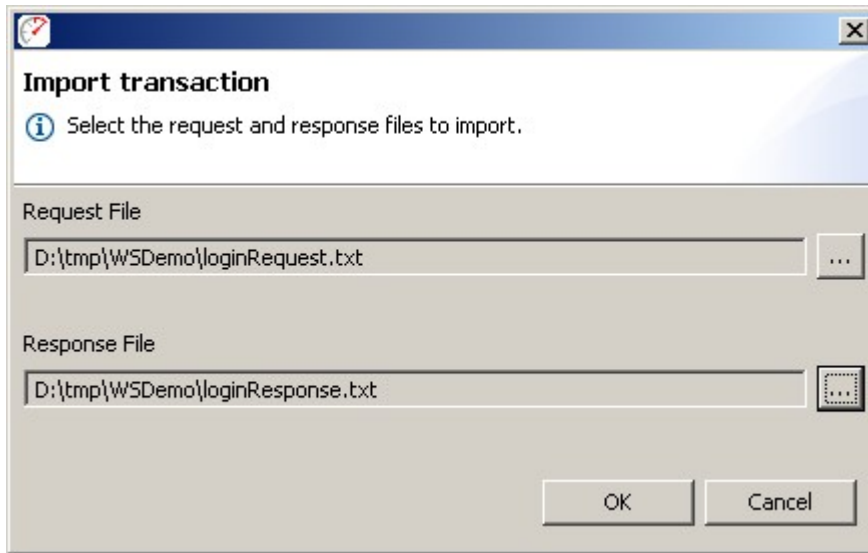 Import transaction
Select the request and response files to import.
Request File
D:\tmp\WSDemo\loginRequest.txt
...
Response File
D:\tmp\WSDemo\loginResponse.txt
...
OK Cancel